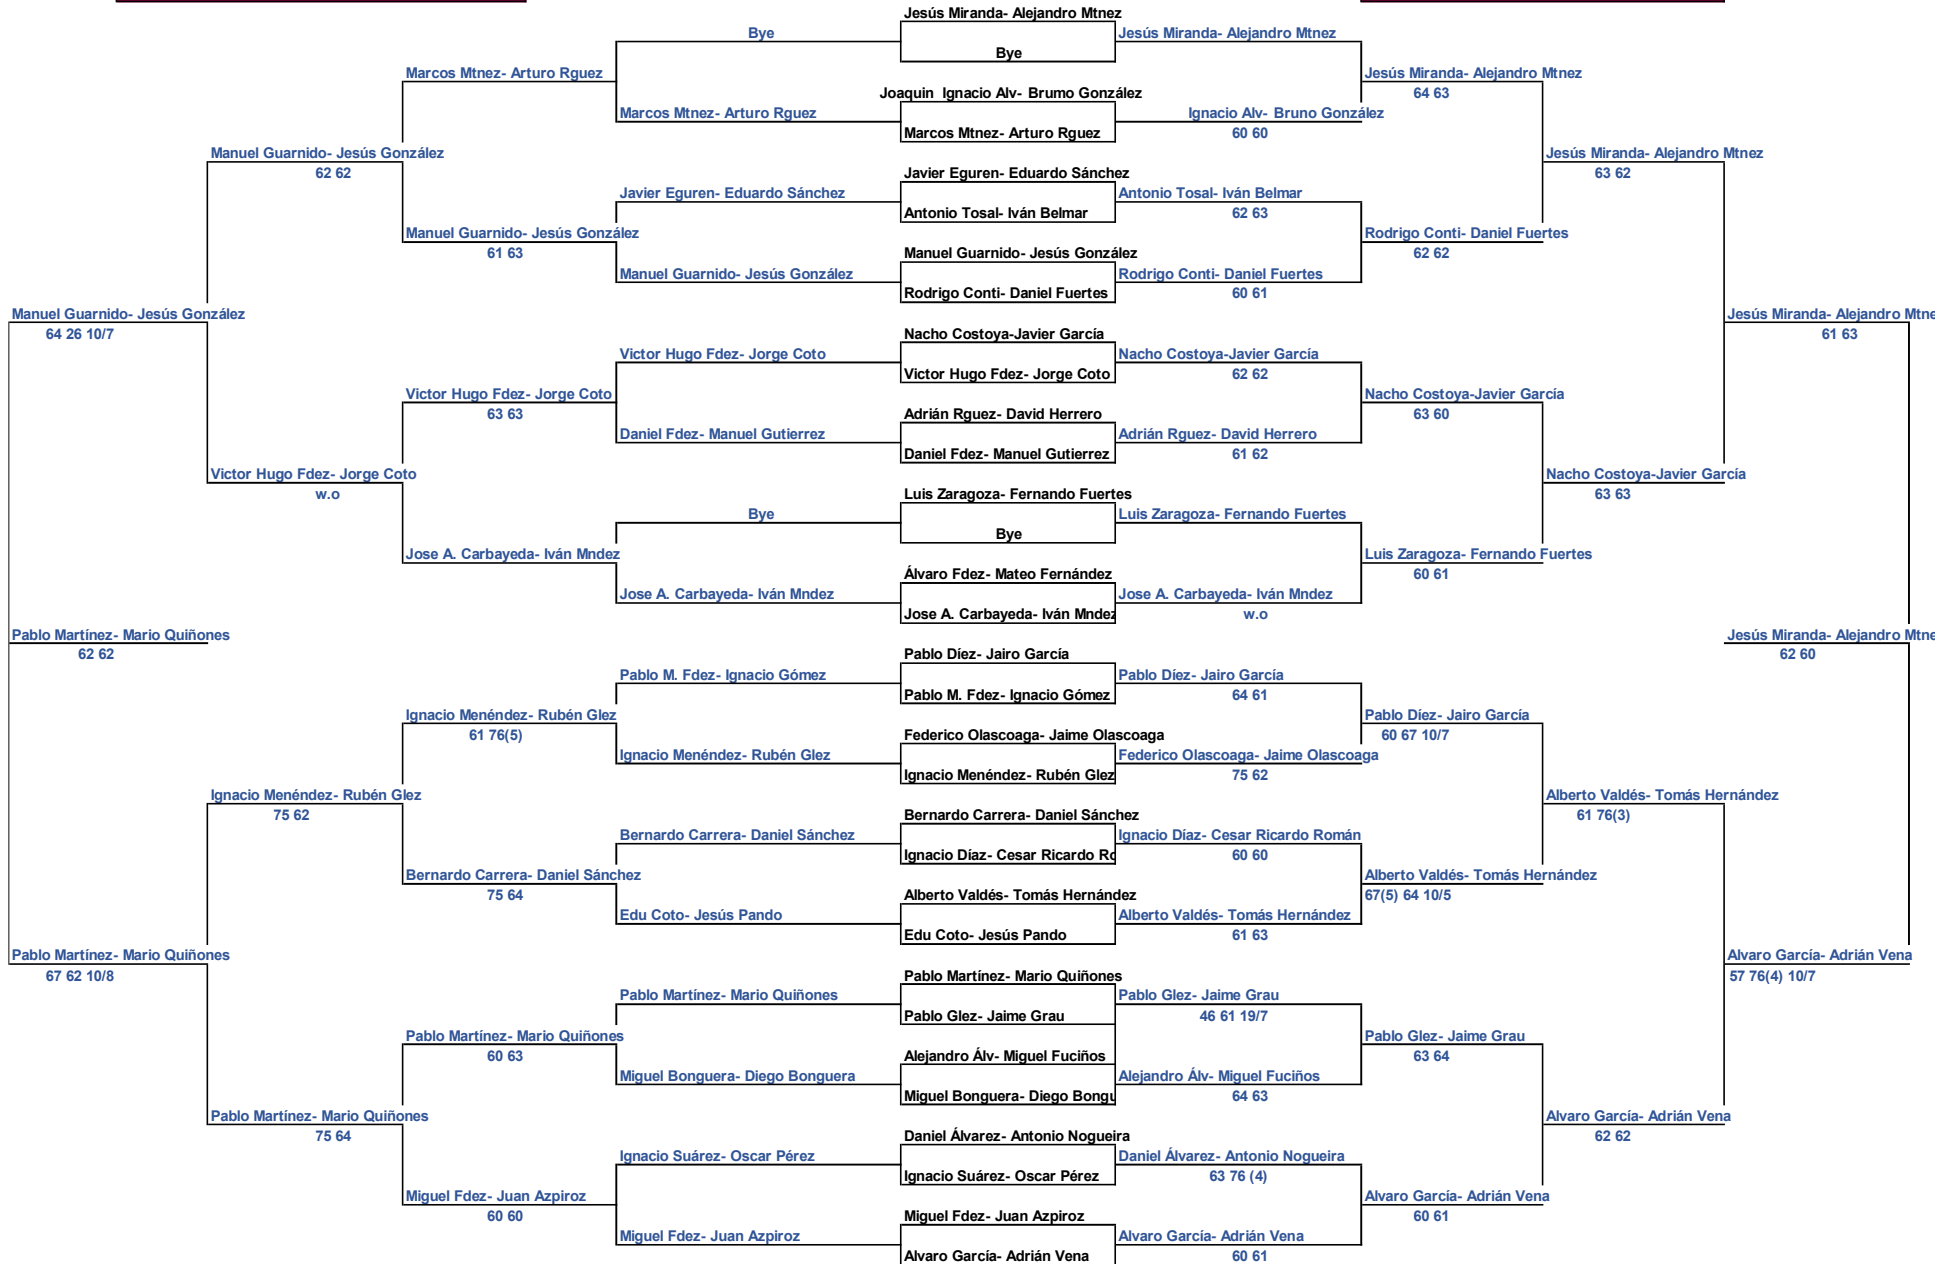 Jesús Miranda- Alejandro Mtnez
Bye
Jesús Miranda- Alejandro Mtnez
Bye
Marcos Mtnez- Arturo Rguez
Jesús Miranda- Alejandro Mtnez
64 63
Joaquin  Ignacio Alv- Brumo González
Marcos Mtnez- Arturo Rguez
Ignacio Alv- Bruno González
Marcos Mtnez- Arturo Rguez
60 60
Manuel Guarnido- Jesús González
62 62
Jesús Miranda- Alejandro Mtnez
63 62
Javier Eguren- Eduardo Sánchez
Javier Eguren- Eduardo Sánchez
Antonio Tosal- Iván Belmar
Antonio Tosal- Iván Belmar
62 63
Manuel Guarnido- Jesús González
61 63
Rodrigo Conti- Daniel Fuertes
62 62
Manuel Guarnido- Jesús González
Manuel Guarnido- Jesús González
Rodrigo Conti- Daniel Fuertes
Rodrigo Conti- Daniel Fuertes
60 61
Manuel Guarnido- Jesús González
64 26 10/7
Jesús Miranda- Alejandro Mtne
61 63
Nacho Costoya-Javier García
Victor Hugo Fdez- Jorge Coto
Nacho Costoya-Javier García
Victor Hugo Fdez- Jorge Coto
62 62
Victor Hugo Fdez- Jorge Coto
63 63
Nacho Costoya-Javier García
63 60
Adrián Rguez- David Herrero
Daniel Fdez- Manuel Gutierrez
Adrián Rguez- David Herrero
Daniel Fdez- Manuel Gutierrez
61 62
Victor Hugo Fdez- Jorge Coto
w.o
Nacho Costoya-Javier García
63 63
Luis Zaragoza- Fernando Fuertes
Bye
Luis Zaragoza- Fernando Fuertes
Bye
Jose A. Carbayeda- Iván Mndez
Luis Zaragoza- Fernando Fuertes
60 61
Álvaro Fdez- Mateo Fernández
Jose A. Carbayeda- Iván Mndez
Jose A. Carbayeda- Iván Mndez
Jose A. Carbayeda- Iván Mndez
w.o
Pablo Martínez- Mario Quiñones
62 62
Jesús Miranda- Alejandro Mtne
62 60
Pablo Díez- Jairo García
Pablo M. Fdez- Ignacio Gómez
Pablo Díez- Jairo García
Pablo M. Fdez- Ignacio Gómez
64 61
Ignacio Menéndez- Rubén Glez
61 76(5)
Pablo Díez- Jairo García
60 67 10/7
Federico Olascoaga- Jaime Olascoaga
Ignacio Menéndez- Rubén Glez
Federico Olascoaga- Jaime Olascoaga
Ignacio Menéndez- Rubén Glez
75 62
Ignacio Menéndez- Rubén Glez
75 62
Alberto Valdés- Tomás Hernández
61 76(3)
Bernardo Carrera- Daniel Sánchez
Bernardo Carrera- Daniel Sánchez
Ignacio Díaz- Cesar Ricardo Román
Ignacio Díaz- Cesar Ricardo Ro
60 60
Bernardo Carrera- Daniel Sánchez
75 64
Alberto Valdés- Tomás Hernández
67(5) 64 10/5
Alberto Valdés- Tomás Hernández
Edu Coto- Jesús Pando
Alberto Valdés- Tomás Hernández
Edu Coto- Jesús Pando
61 63
Pablo Martínez- Mario Quiñones
67 62 10/8
Alvaro García- Adrián Vena
57 76(4) 10/7
Pablo Martínez- Mario Quiñones
Pablo Martínez- Mario Quiñones
Pablo Glez- Jaime Grau
Pablo Glez- Jaime Grau
46 61 19/7
Pablo Martínez- Mario Quiñones
60 63
Pablo Glez- Jaime Grau
63 64
Alejandro Álv- Miguel Fuciños
Miguel Bonguera- Diego Bonguera
Alejandro Álv- Miguel Fuciños
Miguel Bonguera- Diego Bongu
64 63
Pablo Martínez- Mario Quiñones
75 64
Alvaro García- Adrián Vena
62 62
Daniel Álvarez- Antonio Nogueira
Ignacio Suárez- Oscar Pérez
Daniel Álvarez- Antonio Nogueira
Ignacio Suárez- Oscar Pérez
63 76 (4)
Miguel Fdez- Juan Azpiroz
60 60
Alvaro García- Adrián Vena
60 61
Miguel Fdez- Juan Azpiroz
Miguel Fdez- Juan Azpiroz
Alvaro García- Adrián Vena
Alvaro García- Adrián Vena
60 61